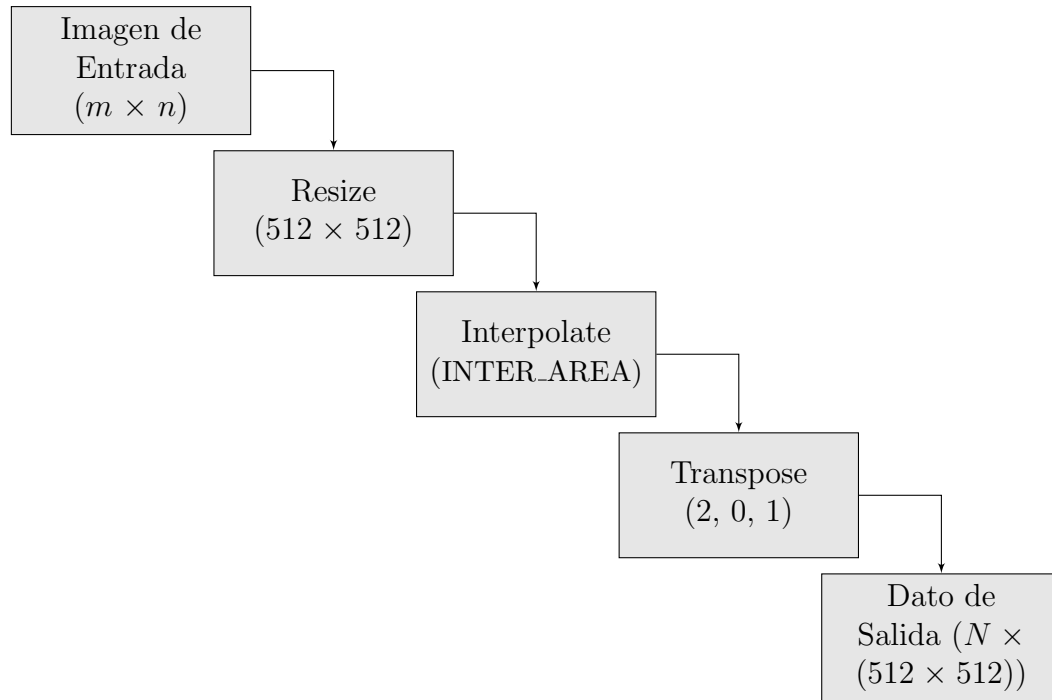 Imagen de
Entrada
(m × n)
Resize
(512 × 512)
Interpolate
(INTER_AREA)
Transpose
(2, 0, 1)
Dato de
Salida (N ×
(512 × 512))